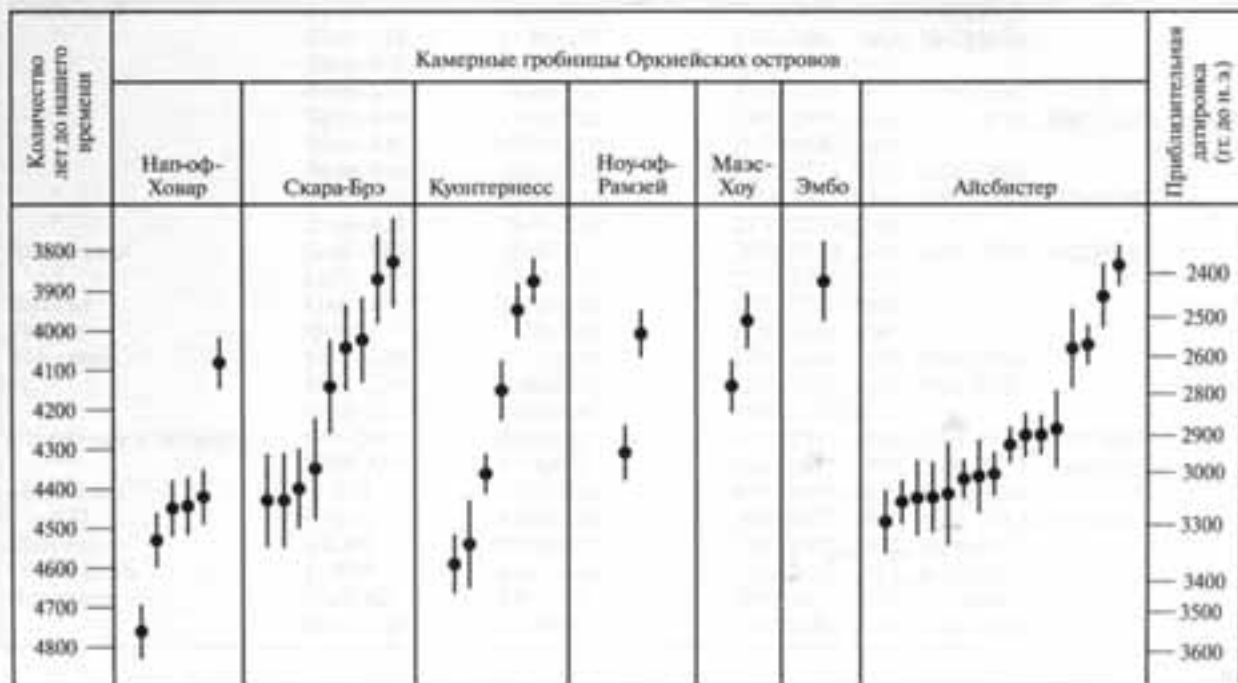 Количество
лет до нашего
времени
Камерные гробницы Оркнейских островов
Приблизительная
датировка
(гг. до н. э.)
Нап-оф-
Ховар
Скара-Брэ
Куонтернесс
Ноу-оф-
Рамзей
Маэс-
Хоу
Эмбо
Айсбистер
3800
3900
4000
4100
4200
4300
4400
4500
4600
4700
4800
2400
2500
2600
2800
2900
3000
3300
3400
3500
3600